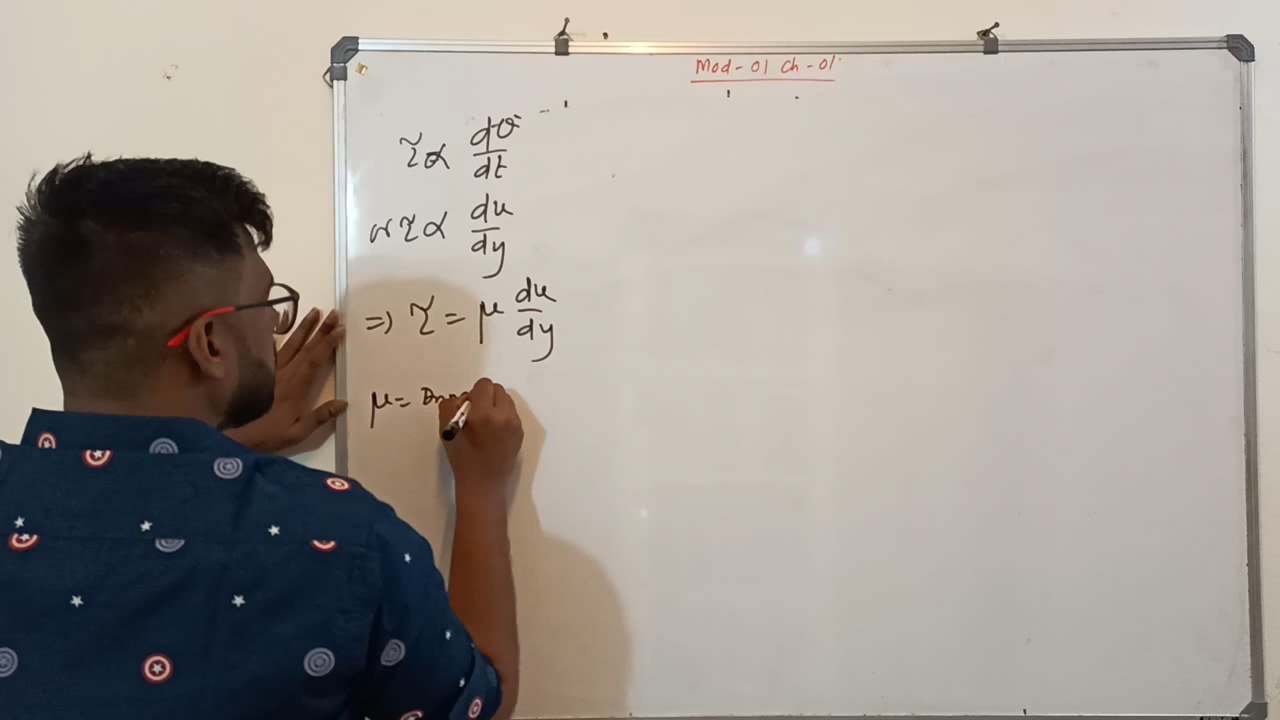 Mod-01 Ch-01
τ α dθ/dt
or τ α du/dy
⇒ τ = μ du/dy
μ =